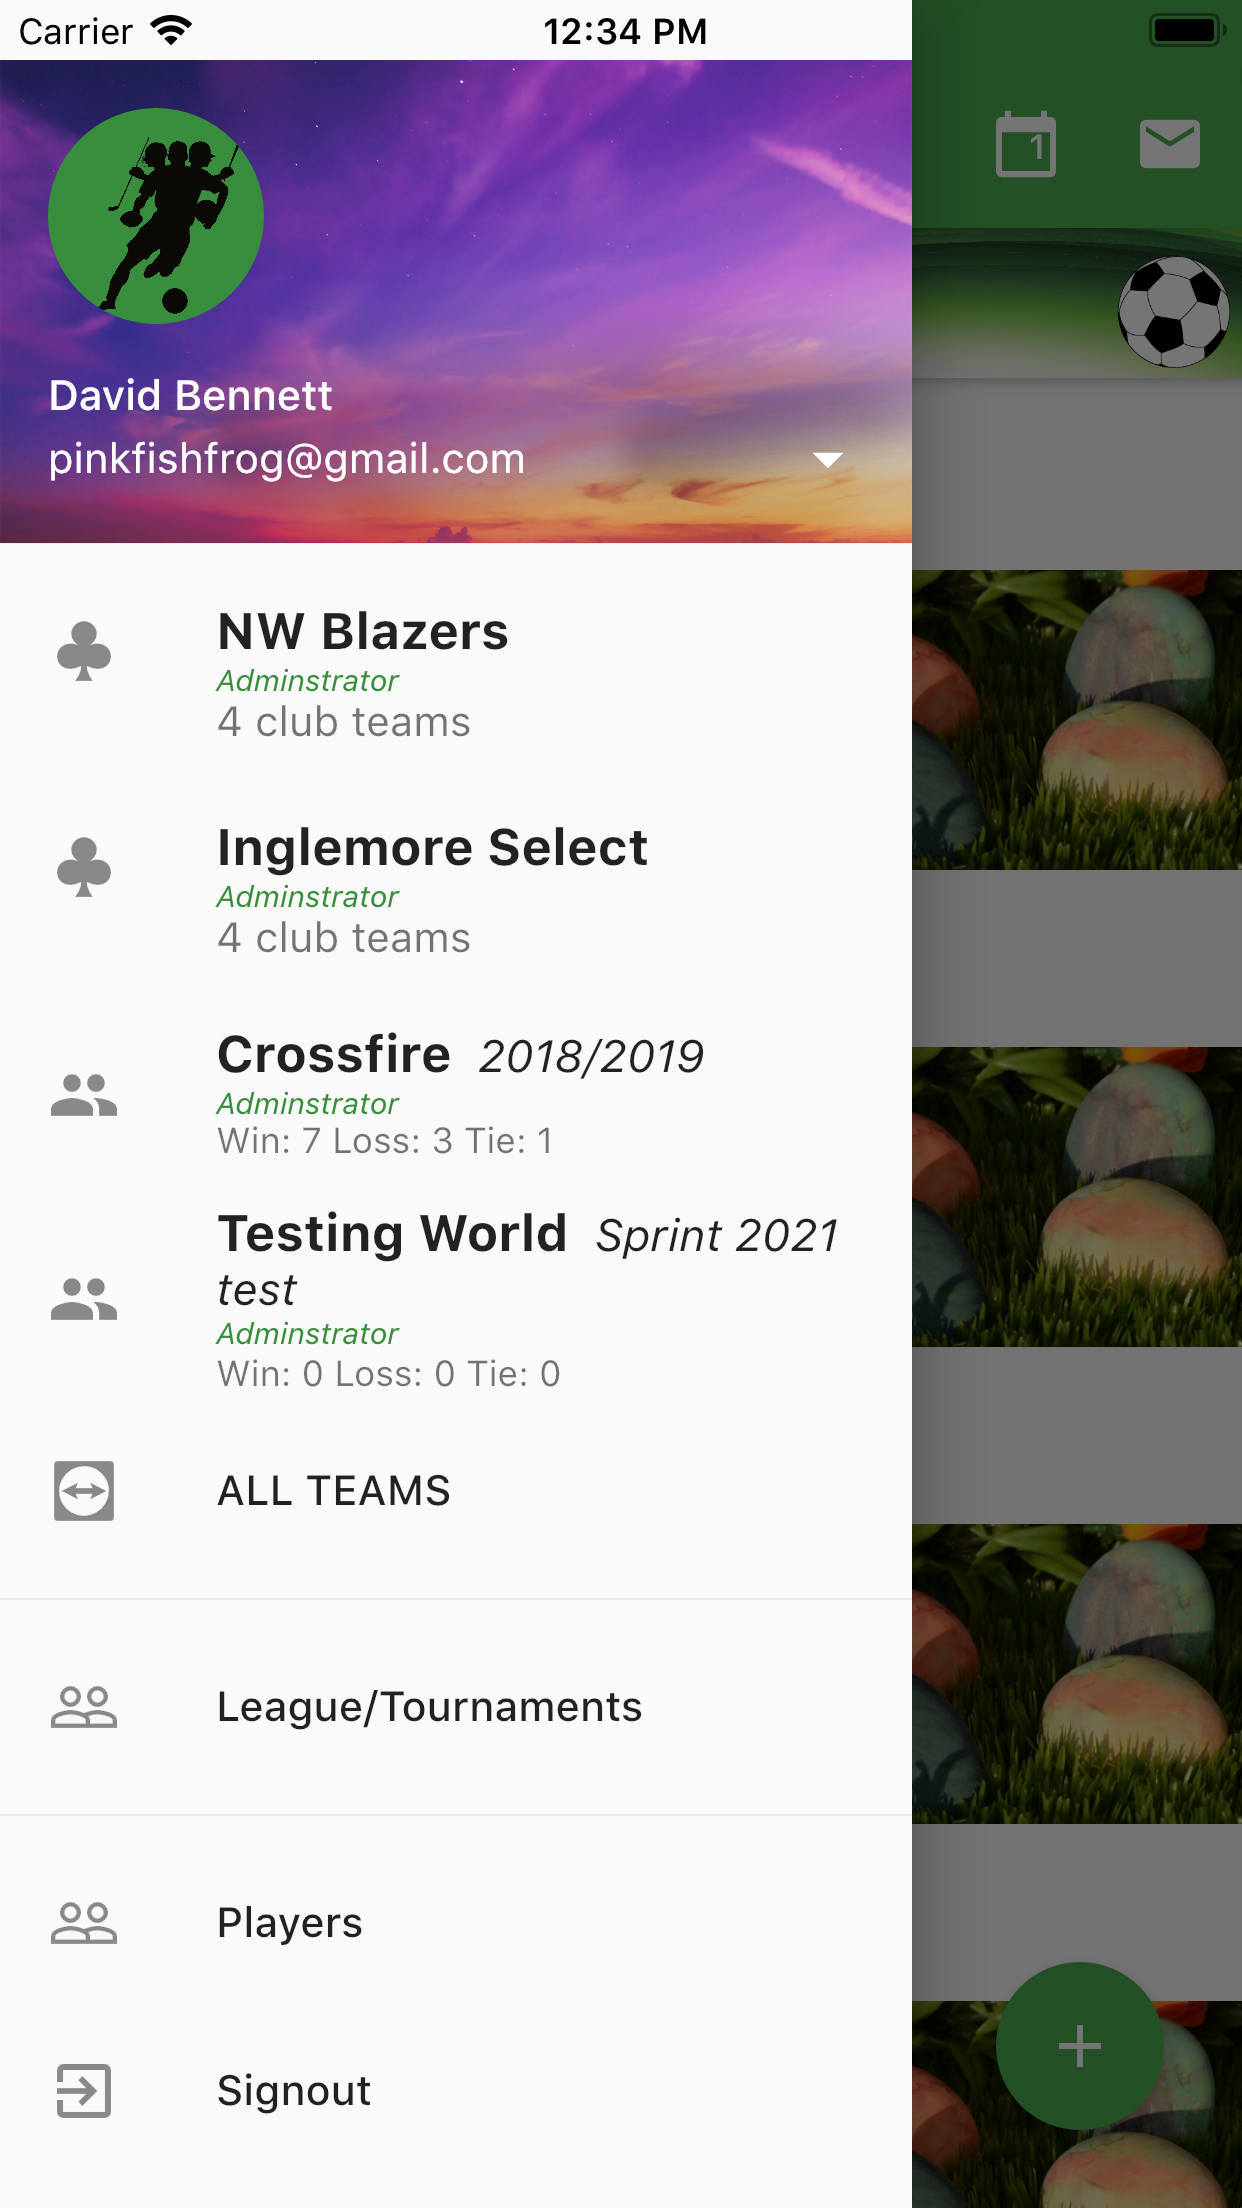 Carrier 12:34 PM
1
David Bennett
pinkfishfrog@gmail.com
NW Blazers
Adminstrator
4 club teams
Inglemore Select
Adminstrator
4 club teams
Crossfire 2018/2019
Adminstrator
Win: 7 Loss: 3 Tie: 1
Testing World Sprint 2021
test
Adminstrator
Win: 0 Loss: 0 Tie: 0
ALL TEAMS
League/Tournaments
Players
Signout